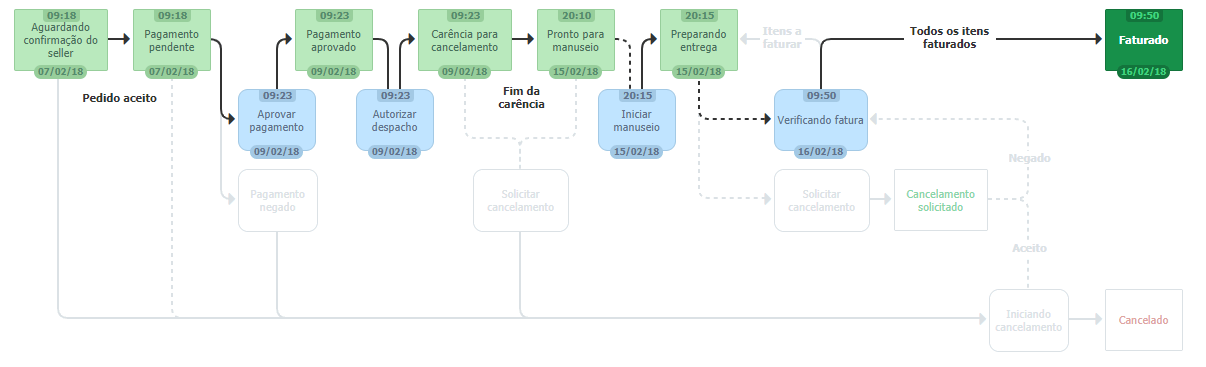 09:18
Aguardando
confirmação do
seller
07/02/18
09:18
Pagamento
pendente
07/02/18
Pedido aceito
09:23
Pagamento
aprovado
09/02/18
09:23
Carência para
cancelamento
09/02/18
20:10
Pronto para
manuseio
15/02/18
20:15
Preparando
entrega
15/02/18
Itens a
faturar
Todos os itens
faturados
09:50
Faturado
16/02/18
Fim da
carência
09:23
Aprovar
pagamento
09/02/18
09:23
Autorizar
despacho
09/02/18
20:15
Iniciar
manuseio
15/02/18
09:50
Verificando fatura
16/02/18
Negado
Pagamento
negado
Solicitar
cancelamento
Solicitar
cancelamento
Cancelamento
solicitado
Aceito
Iniciando
cancelamento
Cancelado